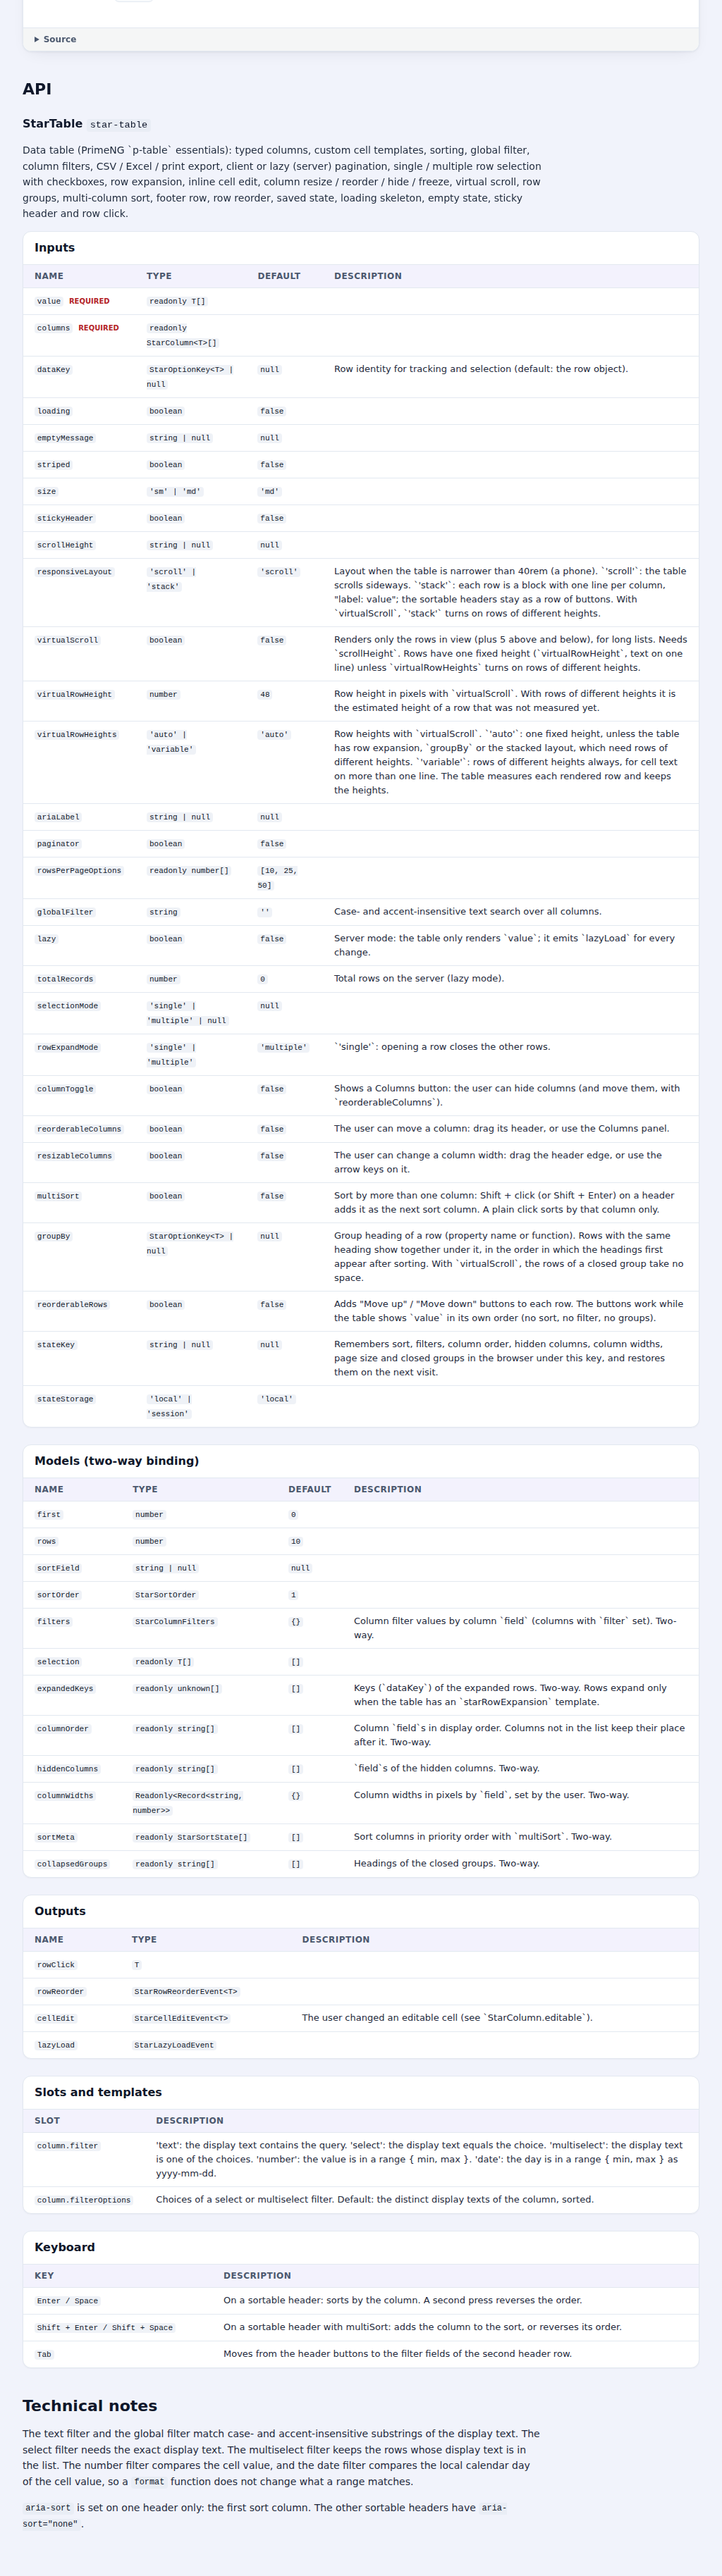 ▶ Source
API
StarTable star-table
Data table (PrimeNG `p-table` essentials): typed columns, custom cell templates, sorting, global filter,
column filters, CSV / Excel / print export, client or lazy (server) pagination, single / multiple row selection
with checkboxes, row expansion, inline cell edit, column resize / reorder / hide / freeze, virtual scroll, row
groups, multi-column sort, footer row, row reorder, saved state, loading skeleton, empty state, sticky
header and row click.
Inputs
NAME TYPE DEFAULT DESCRIPTION
value REQUIRED readonly T[]
columns REQUIRED readonly
StarColumn<T>[]
dataKey StarOptionKey<T> | null Row identity for tracking and selection (default: the row object).
null
loading boolean false
emptyMessage string | null null
striped boolean false
size 'sm' | 'md' 'md'
stickyHeader boolean false
scrollHeight string | null null
responsiveLayout 'scroll' | 'scroll' Layout when the table is narrower than 40rem (a phone). `'scroll'`: the table
'stack' scrolls sideways. `'stack'`: each row is a block with one line per column,
"label: value"; the sortable headers stay as a row of buttons. With
`virtualScroll`, `'stack'` turns on rows of different heights.
virtualScroll boolean false Renders only the rows in view (plus 5 above and below), for long lists. Needs
`scrollHeight`. Rows have one fixed height (`virtualRowHeight`, text on one
line) unless `virtualRowHeights` turns on rows of different heights.
virtualRowHeight number 48 Row height in pixels with `virtualScroll`. With rows of different heights it is
the estimated height of a row that was not measured yet.
virtualRowHeights 'auto' | 'auto' Row heights with `virtualScroll`. `'auto'`: one fixed height, unless the table
'variable' has row expansion, `groupBy` or the stacked layout, which need rows of
different heights. `'variable'`: rows of different heights always, for cell text
on more than one line. The table measures each rendered row and keeps
the heights.
ariaLabel string | null null
paginator boolean false
rowsPerPageOptions readonly number[] [10, 25,
50]
globalFilter string '' Case- and accent-insensitive text search over all columns.
lazy boolean false Server mode: the table only renders `value`; it emits `lazyLoad` for every
change.
totalRecords number 0 Total rows on the server (lazy mode).
selectionMode 'single' | null
'multiple' | null
rowExpandMode 'single' | 'multiple' `'single'`: opening a row closes the other rows.
'multiple'
columnToggle boolean false Shows a Columns button: the user can hide columns (and move them, with
`reorderableColumns`).
reorderableColumns boolean false The user can move a column: drag its header, or use the Columns panel.
resizableColumns boolean false The user can change a column width: drag the header edge, or use the
arrow keys on it.
multiSort boolean false Sort by more than one column: Shift + click (or Shift + Enter) on a header
adds it as the next sort column. A plain click sorts by that column only.
groupBy StarOptionKey<T> | null Group heading of a row (property name or function). Rows with the same
null heading show together under it, in the order in which the headings first
appear after sorting. With `virtualScroll`, the rows of a closed group take no
space.
reorderableRows boolean false Adds "Move up" / "Move down" buttons to each row. The buttons work while
the table shows `value` in its own order (no sort, no filter, no groups).
stateKey string | null null Remembers sort, filters, column order, hidden columns, column widths,
page size and closed groups in the browser under this key, and restores
them on the next visit.
stateStorage 'local' | 'local'
'session'
Models (two-way binding)
NAME TYPE DEFAULT DESCRIPTION
first number 0
rows number 10
sortField string | null null
sortOrder StarSortOrder 1
filters StarColumnFilters {} Column filter values by column `field` (columns with `filter` set). Two-
way.
selection readonly T[] []
expandedKeys readonly unknown[] [] Keys (`dataKey`) of the expanded rows. Two-way. Rows expand only
when the table has an `starRowExpansion` template.
columnOrder readonly string[] [] Column `field`s in display order. Columns not in the list keep their place
after it. Two-way.
hiddenColumns readonly string[] [] `field`s of the hidden columns. Two-way.
columnWidths Readonly<Record<string, {} Column widths in pixels by `field`, set by the user. Two-way.
number>>
sortMeta readonly StarSortState[] [] Sort columns in priority order with `multiSort`. Two-way.
collapsedGroups readonly string[] [] Headings of the closed groups. Two-way.
Outputs
NAME TYPE DESCRIPTION
rowClick T
rowReorder StarRowReorderEvent<T>
cellEdit StarCellEditEvent<T> The user changed an editable cell (see `StarColumn.editable`).
lazyLoad StarLazyLoadEvent
Slots and templates
SLOT DESCRIPTION
column.filter 'text': the display text contains the query. 'select': the display text equals the choice. 'multiselect': the display text
is one of the choices. 'number': the value is in a range { min, max }. 'date': the day is in a range { min, max } as
yyyy-mm-dd.
column.filterOptions Choices of a select or multiselect filter. Default: the distinct display texts of the column, sorted.
Keyboard
KEY DESCRIPTION
Enter / Space On a sortable header: sorts by the column. A second press reverses the order.
Shift + Enter / Shift + Space On a sortable header with multiSort: adds the column to the sort, or reverses its order.
Tab Moves from the header buttons to the filter fields of the second header row.
Technical notes
The text filter and the global filter match case- and accent-insensitive substrings of the display text. The
select filter needs the exact display text. The multiselect filter keeps the rows whose display text is in
the list. The number filter compares the cell value, and the date filter compares the local calendar day
of the cell value, so a format function does not change what a range matches.
aria-sort is set on one header only: the first sort column. The other sortable headers have aria-
sort="none" .